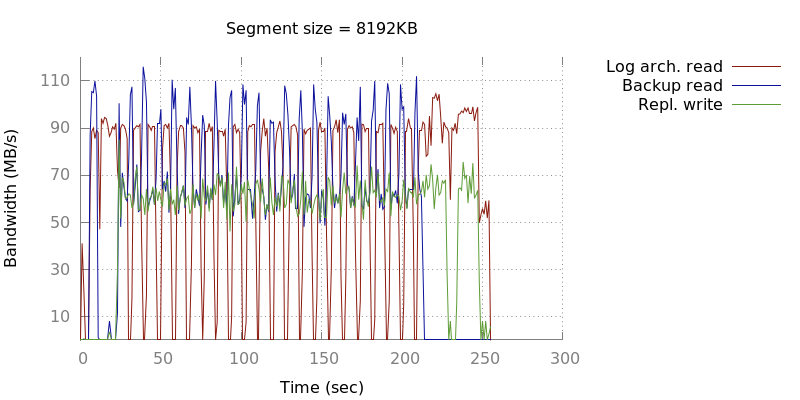 Segment size = 8192KB
Log arch. read
Backup read
Repl. write
Bandwidth (MB/s)
110
90
70
50
30
10
0 50 100 150 200 250 300
Time (sec)